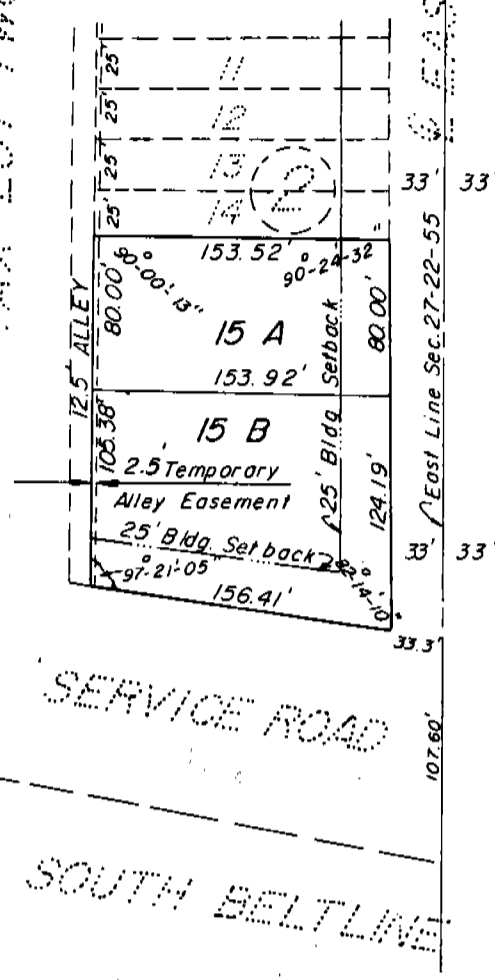 25'
11
25'
12
25'
13
25'
14
2
33' 33'
153.52'
90-00'-13"
90-24-32"
80.00'
80.00'
15 A
153.92'
12.5' ALLEY
25' Bldg Setback
East Line Sec. 27-22-55
15 B
105.38'
124.19'
2.5' Temporary
Alley Easement
25' Bldg. Setback
33' 33'
97-21'-05"
156.41'
33.3'
SERVICE ROAD
107.60'
SOUTH BELTLINE